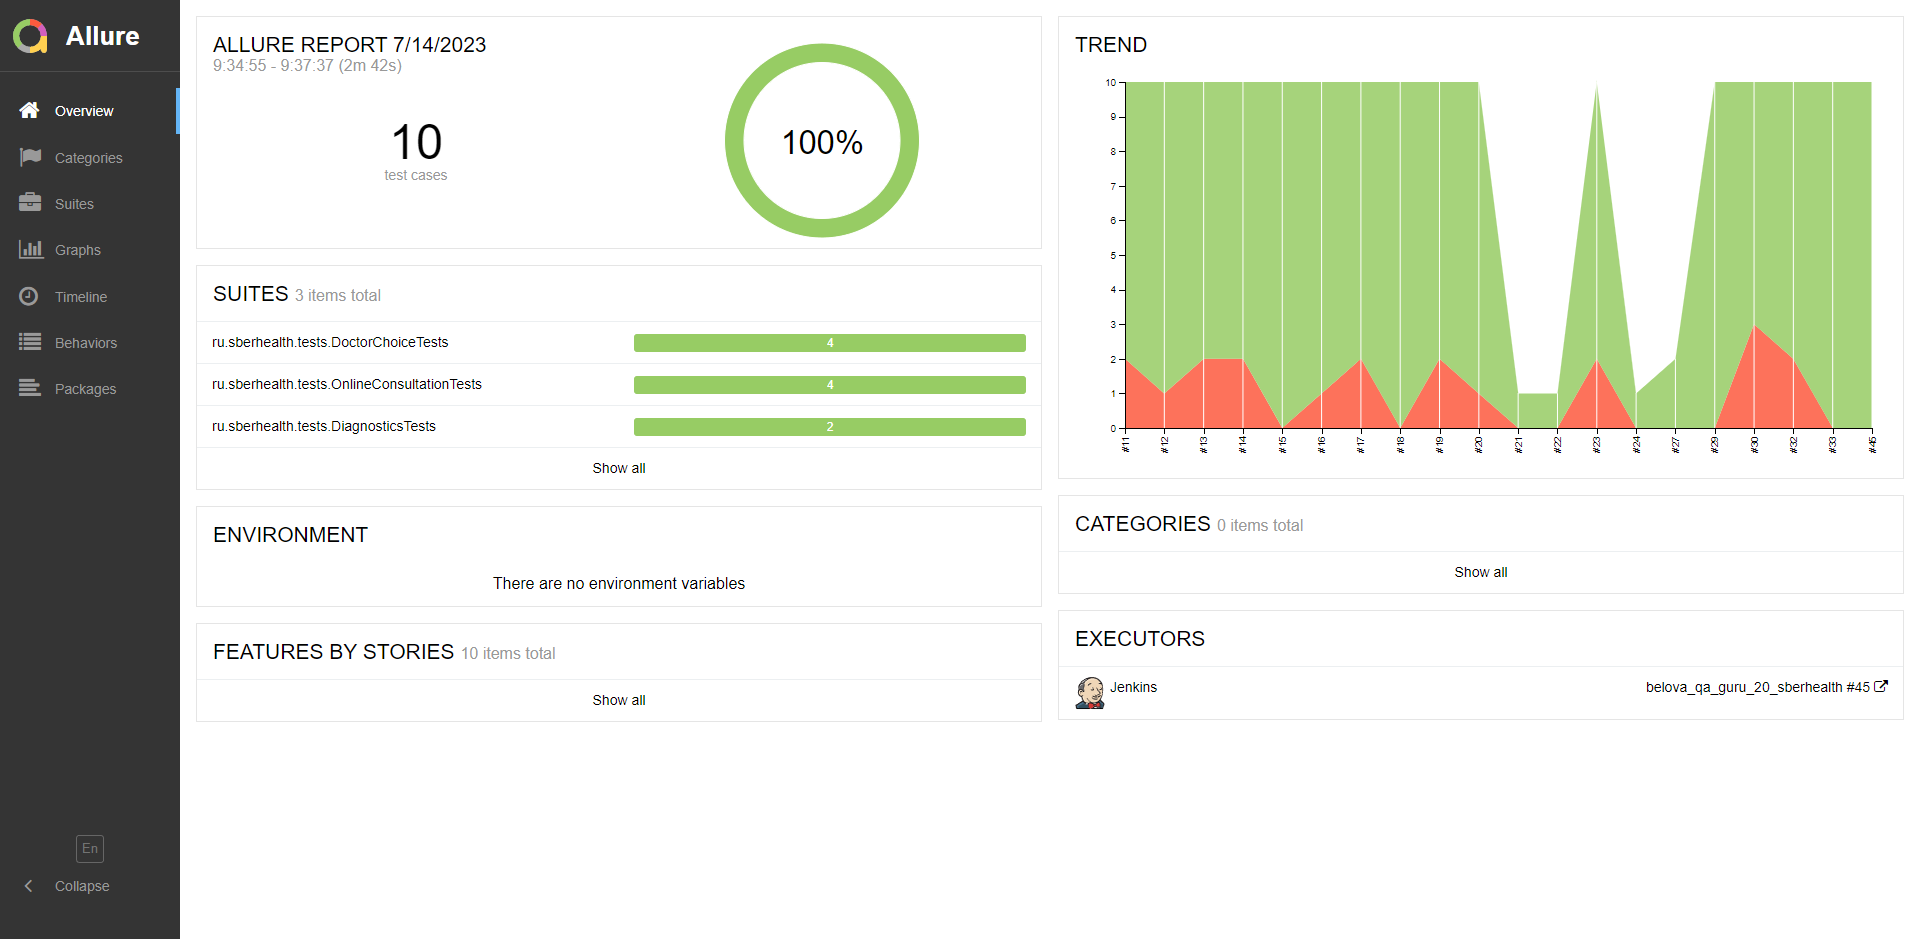 Allure
Overview
Categories
Suites
Graphs
Timeline
Behaviors
Packages
En
Collapse
ALLURE REPORT 7/14/2023
9:34:55 - 9:37:37 (2m 42s)
10
test cases
100%
SUITES 3 items total
ru.sberhealth.tests.DoctorChoiceTests 4
ru.sberhealth.tests.OnlineConsultationTests 4
ru.sberhealth.tests.DiagnosticsTests 2
Show all
ENVIRONMENT
There are no environment variables
FEATURES BY STORIES 10 items total
Show all
TREND
10
9
8
7
6
5
4
3
2
1
0
#11 #12 #13 #14 #15 #16 #17 #18 #19 #20 #21 #22 #23 #24 #27 #29 #30 #32 #33 #45
CATEGORIES 0 items total
Show all
EXECUTORS
Jenkins belova_qa_guru_20_sberhealth #45